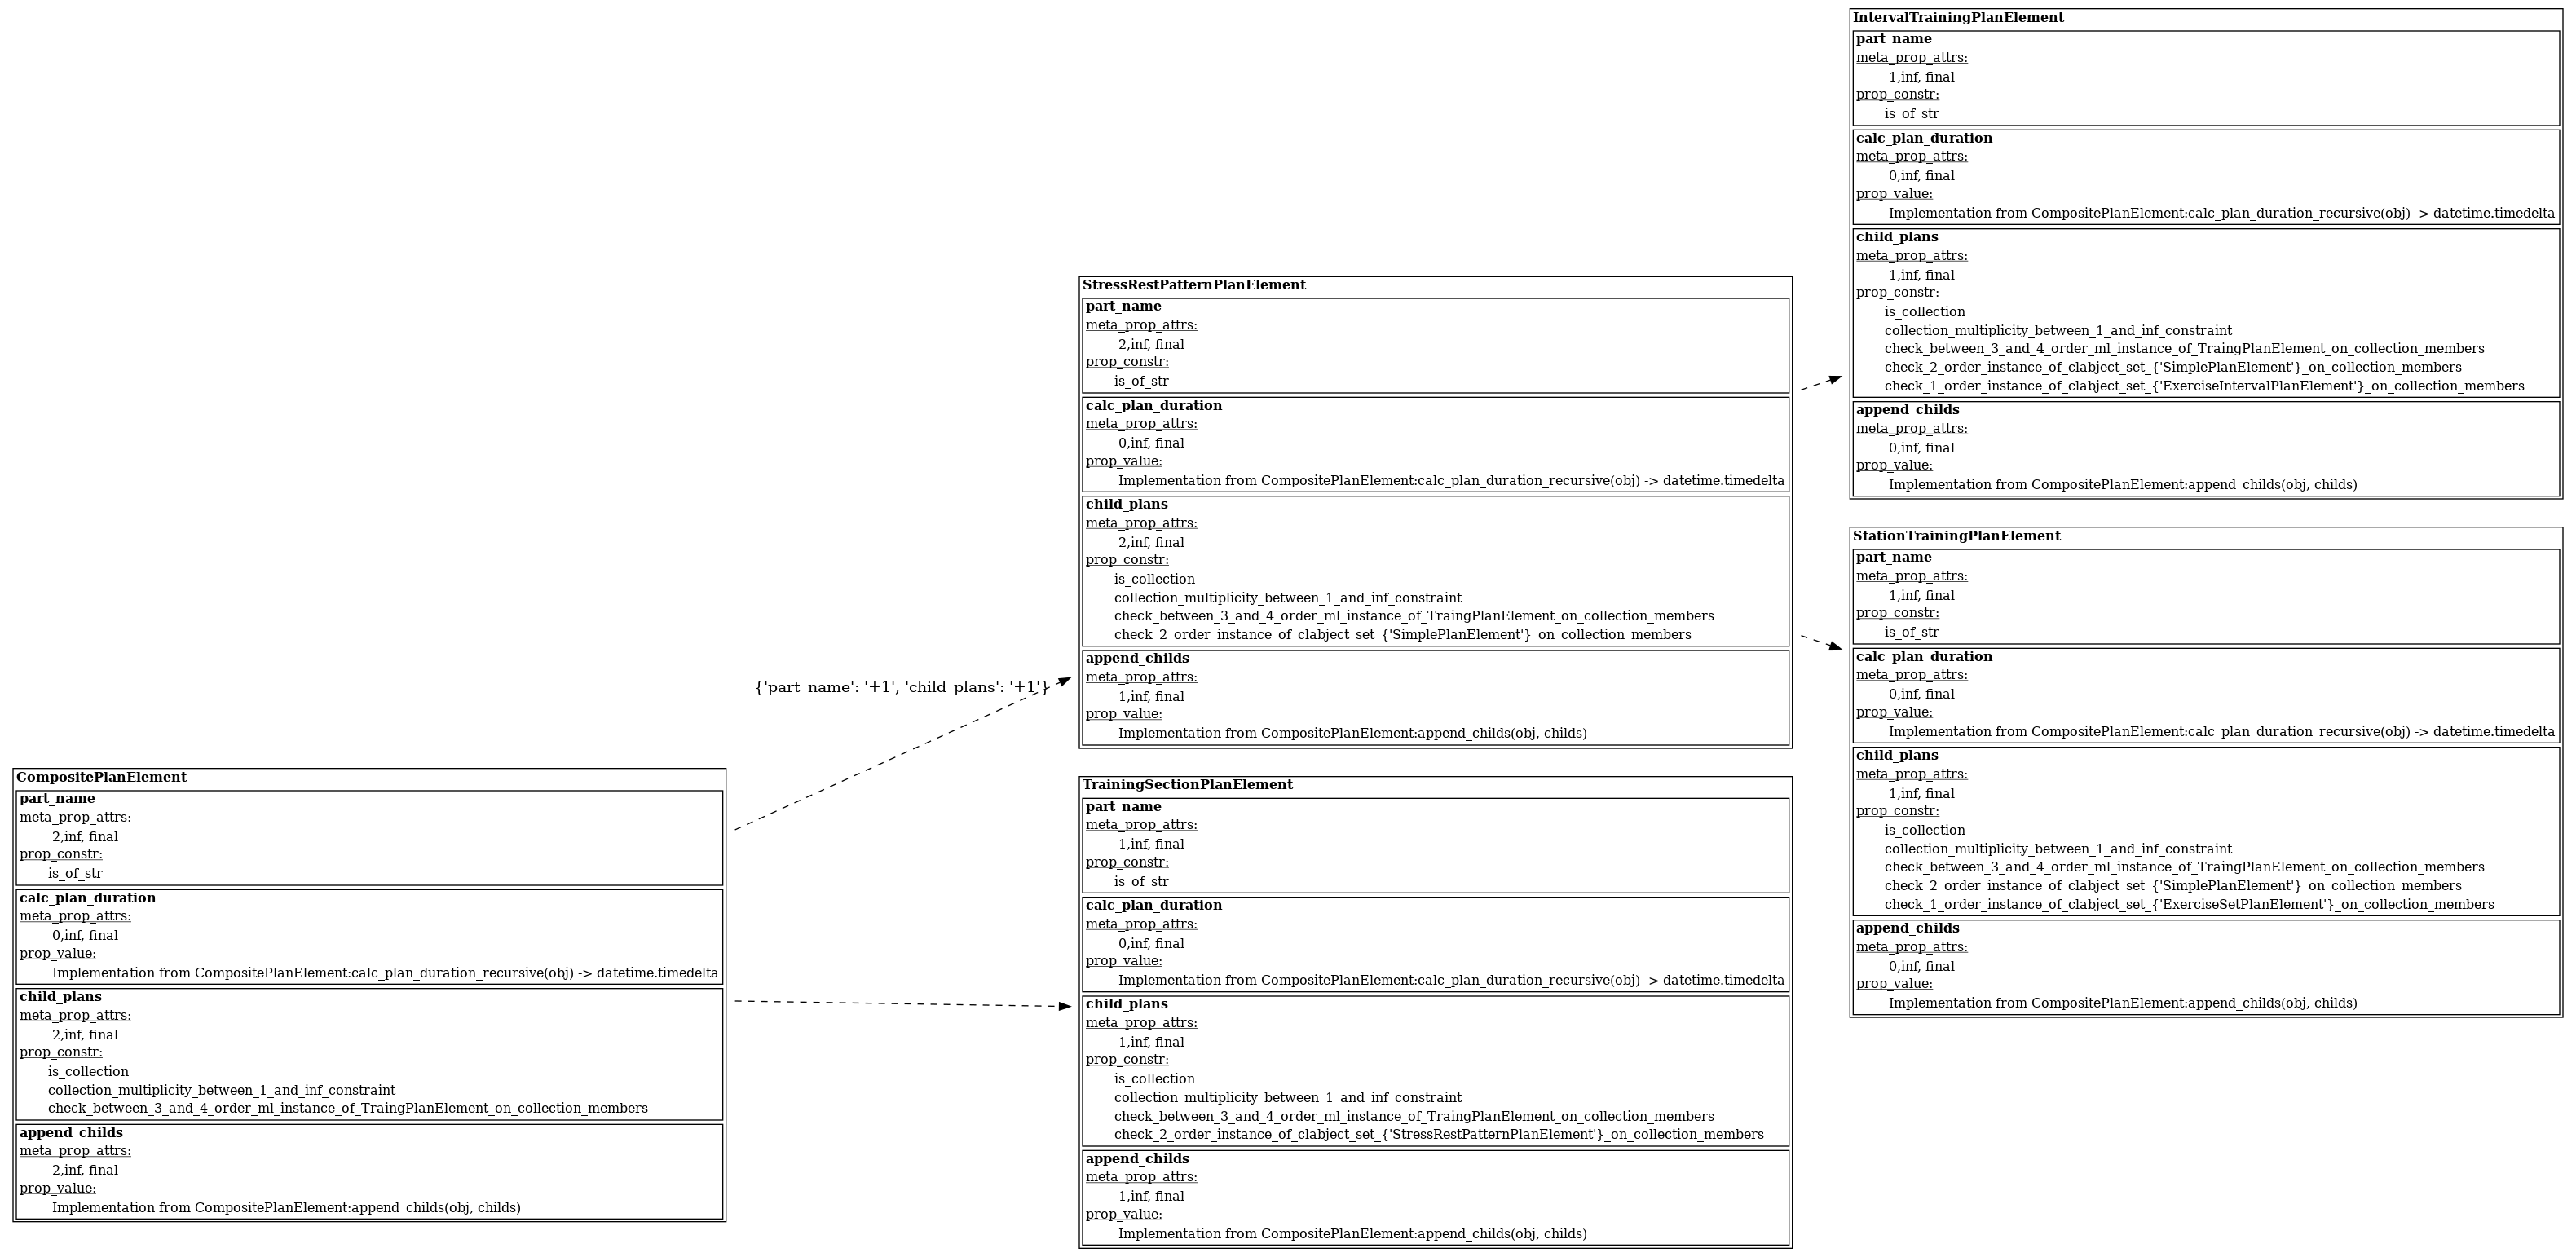 CompositePlanElement
part_name
meta_prop_attrs:
2,inf, final
prop_constr:
is_of_str
calc_plan_duration
meta_prop_attrs:
0,inf, final
prop_value:
Implementation from CompositePlanElement:calc_plan_duration_recursive(obj) -> datetime.timedelta
child_plans
meta_prop_attrs:
2,inf, final
prop_constr:
is_collection
collection_multiplicity_between_1_and_inf_constraint
check_between_3_and_4_order_ml_instance_of_TraingPlanElement_on_collection_members
append_childs
meta_prop_attrs:
2,inf, final
prop_value:
Implementation from CompositePlanElement:append_childs(obj, childs)
{'part_name': '+1', 'child_plans': '+1'}
StressRestPatternPlanElement
part_name
meta_prop_attrs:
2,inf, final
prop_constr:
is_of_str
calc_plan_duration
meta_prop_attrs:
0,inf, final
prop_value:
Implementation from CompositePlanElement:calc_plan_duration_recursive(obj) -> datetime.timedelta
child_plans
meta_prop_attrs:
2,inf, final
prop_constr:
is_collection
collection_multiplicity_between_1_and_inf_constraint
check_between_3_and_4_order_ml_instance_of_TraingPlanElement_on_collection_members
check_2_order_instance_of_clabject_set_{'SimplePlanElement'}_on_collection_members
append_childs
meta_prop_attrs:
1,inf, final
prop_value:
Implementation from CompositePlanElement:append_childs(obj, childs)
TrainingSectionPlanElement
part_name
meta_prop_attrs:
1,inf, final
prop_constr:
is_of_str
calc_plan_duration
meta_prop_attrs:
0,inf, final
prop_value:
Implementation from CompositePlanElement:calc_plan_duration_recursive(obj) -> datetime.timedelta
child_plans
meta_prop_attrs:
1,inf, final
prop_constr:
is_collection
collection_multiplicity_between_1_and_inf_constraint
check_between_3_and_4_order_ml_instance_of_TraingPlanElement_on_collection_members
check_2_order_instance_of_clabject_set_{'StressRestPatternPlanElement'}_on_collection_members
append_childs
meta_prop_attrs:
1,inf, final
prop_value:
Implementation from CompositePlanElement:append_childs(obj, childs)
IntervalTrainingPlanElement
part_name
meta_prop_attrs:
1,inf, final
prop_constr:
is_of_str
calc_plan_duration
meta_prop_attrs:
0,inf, final
prop_value:
Implementation from CompositePlanElement:calc_plan_duration_recursive(obj) -> datetime.timedelta
child_plans
meta_prop_attrs:
1,inf, final
prop_constr:
is_collection
collection_multiplicity_between_1_and_inf_constraint
check_between_3_and_4_order_ml_instance_of_TraingPlanElement_on_collection_members
check_2_order_instance_of_clabject_set_{'SimplePlanElement'}_on_collection_members
check_1_order_instance_of_clabject_set_{'ExerciseIntervalPlanElement'}_on_collection_members
append_childs
meta_prop_attrs:
0,inf, final
prop_value:
Implementation from CompositePlanElement:append_childs(obj, childs)
StationTrainingPlanElement
part_name
meta_prop_attrs:
1,inf, final
prop_constr:
is_of_str
calc_plan_duration
meta_prop_attrs:
0,inf, final
prop_value:
Implementation from CompositePlanElement:calc_plan_duration_recursive(obj) -> datetime.timedelta
child_plans
meta_prop_attrs:
1,inf, final
prop_constr:
is_collection
collection_multiplicity_between_1_and_inf_constraint
check_between_3_and_4_order_ml_instance_of_TraingPlanElement_on_collection_members
check_2_order_instance_of_clabject_set_{'SimplePlanElement'}_on_collection_members
check_1_order_instance_of_clabject_set_{'ExerciseSetPlanElement'}_on_collection_members
append_childs
meta_prop_attrs:
0,inf, final
prop_value:
Implementation from CompositePlanElement:append_childs(obj, childs)